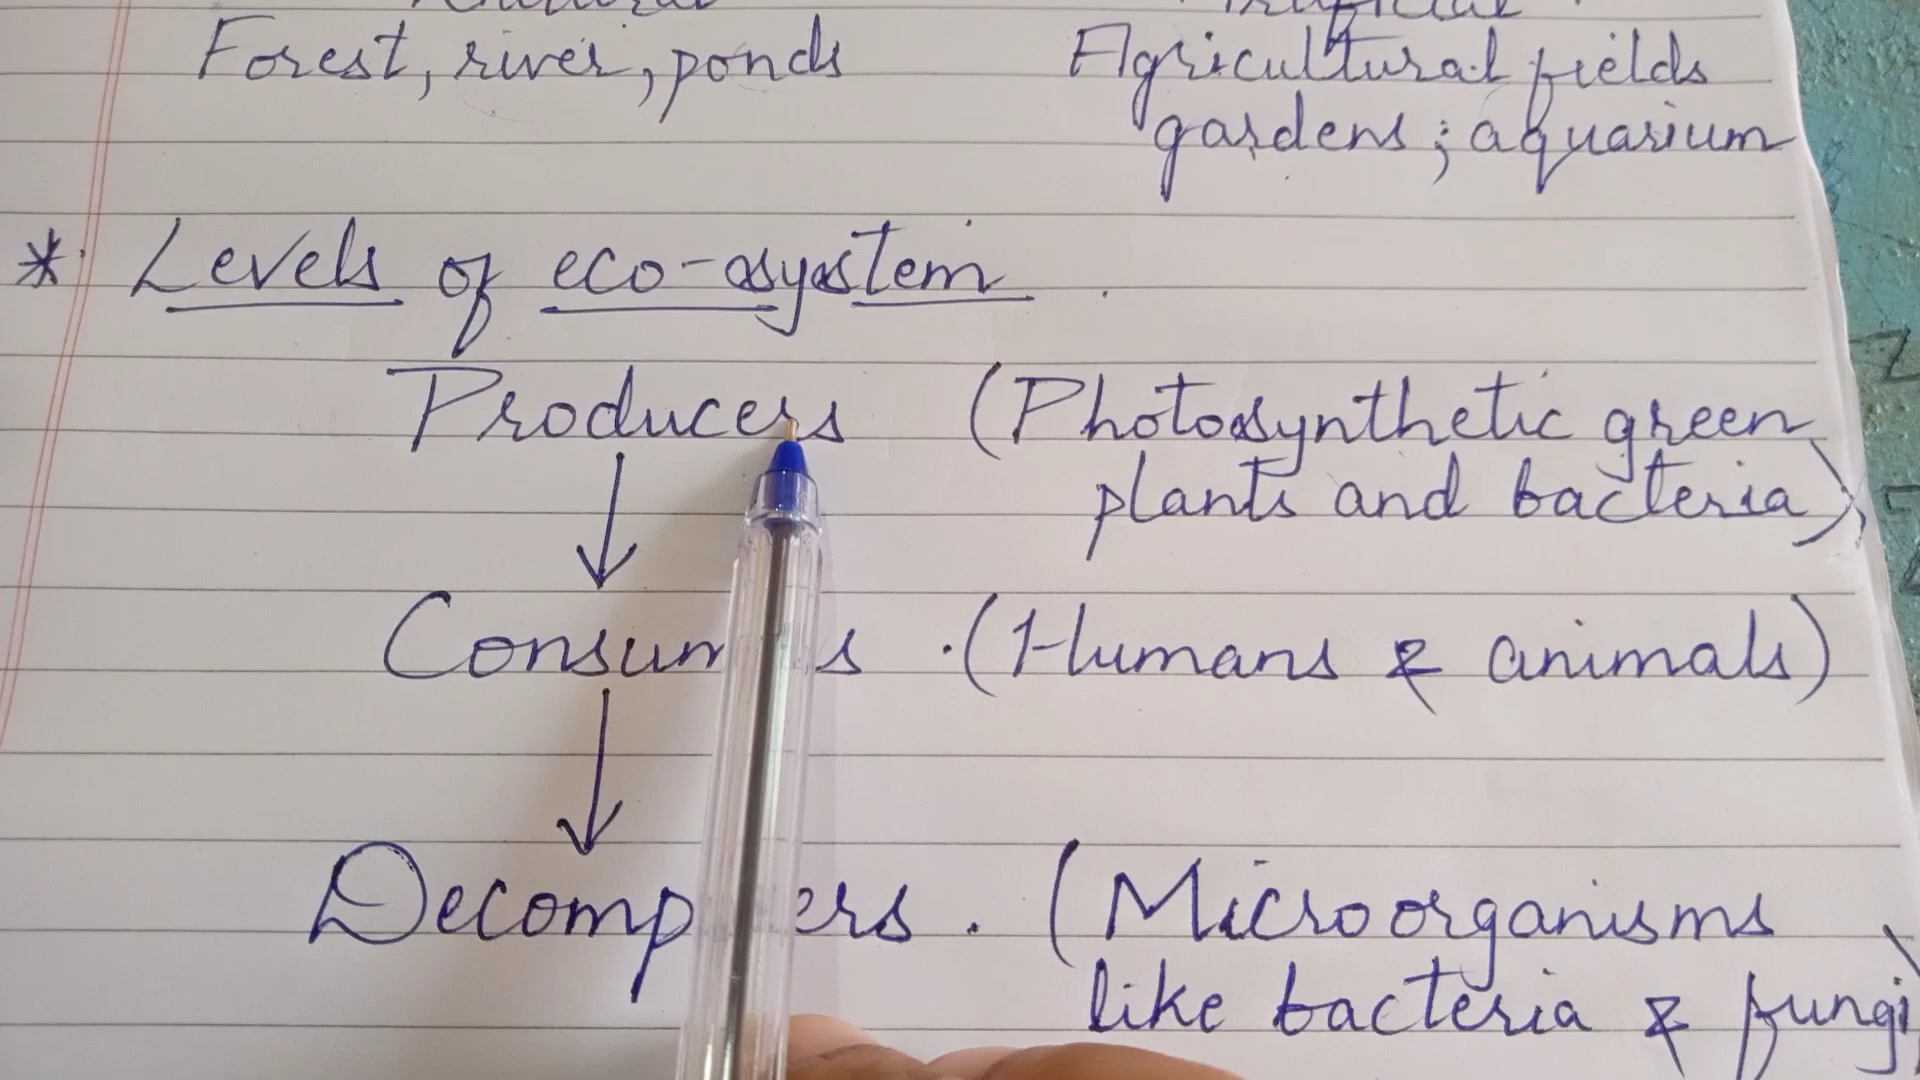 Forest, river, ponds
Agricultural fields
gardens; aquarium
* Levels of eco-system
Producers (Photosynthetic green
plants and bacteria)
(Humans & animals)
(Microorganisms
like bacteria & fungi)